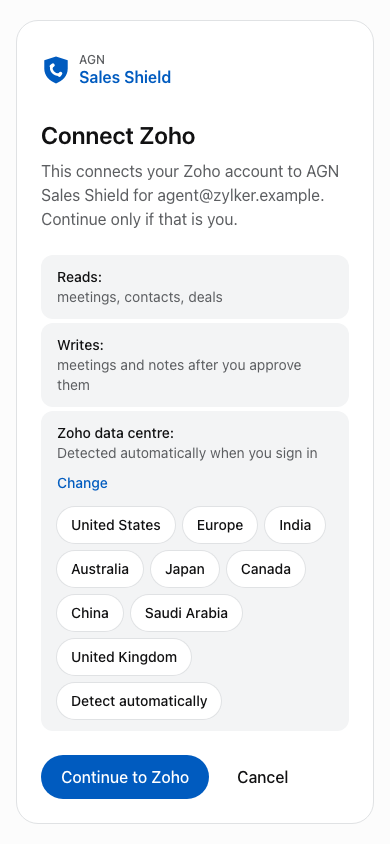 AGN
Sales Shield
Connect Zoho
This connects your Zoho account to AGN
Sales Shield for agent@zylker.example.
Continue only if that is you.
Reads:
meetings, contacts, deals
Writes:
meetings and notes after you approve
them
Zoho data centre:
Detected automatically when you sign in
Change
United States Europe India
Australia Japan Canada
China Saudi Arabia
United Kingdom
Detect automatically
Continue to Zoho Cancel